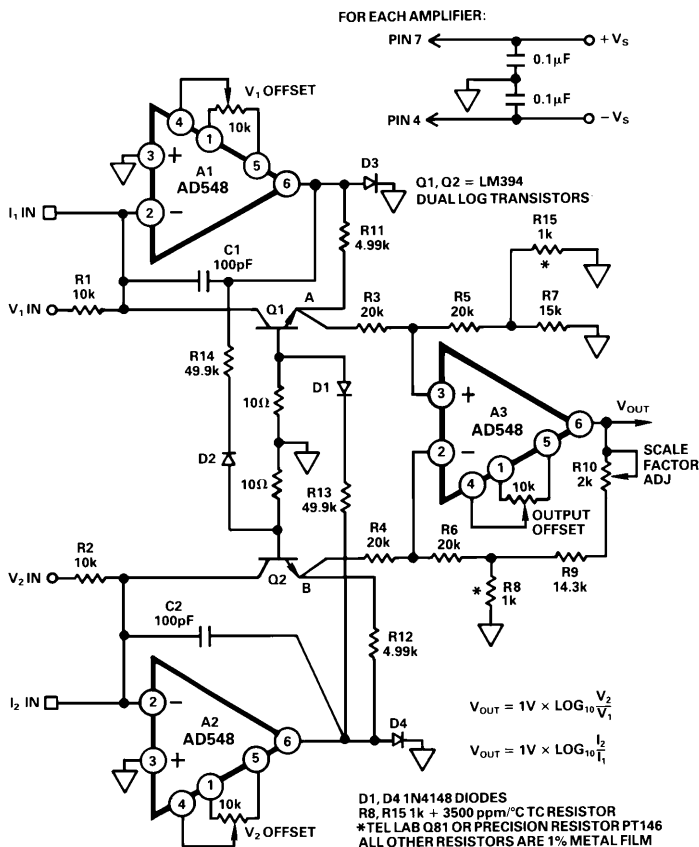 FOR EACH AMPLIFIER:
PIN 7
+VS
0.1µF
0.1µF
PIN 4
−VS
V1 OFFSET
10k
4
1
5
3
+
A1
AD548
6
2
−
D3
Q1, Q2 = LM394
DUAL LOG TRANSISTORS
I1 IN
R11
4.99k
R15
1k
*
C1
100pF
R1
10k
V1 IN
Q1
A
R3
20k
R5
20k
R7
15k
R14
49.9k
10Ω
D1
3
+
A3
AD548
6
VOUT
2
−
5
1
4
10k
OUTPUT
OFFSET
R10
2k
SCALE
FACTOR
ADJ
D2
10Ω
R13
49.9k
R2
10k
V2 IN
Q2
B
R4
20k
R6
20k
*
R8
1k
R9
14.3k
C2
100pF
R12
4.99k
I2 IN
2
−
A2
AD548
6
D4
3
+
5
1
4
10k
V2 OFFSET
VOUT = 1V × LOG10 V2/V1
VOUT = 1V × LOG10 I2/I1
D1, D4 1N4148 DIODES
R8, R15 1k + 3500 ppm/°C TC RESISTOR
*TEL LAB Q81 OR PRECISION RESISTOR PT146
ALL OTHER RESISTORS ARE 1% METAL FILM